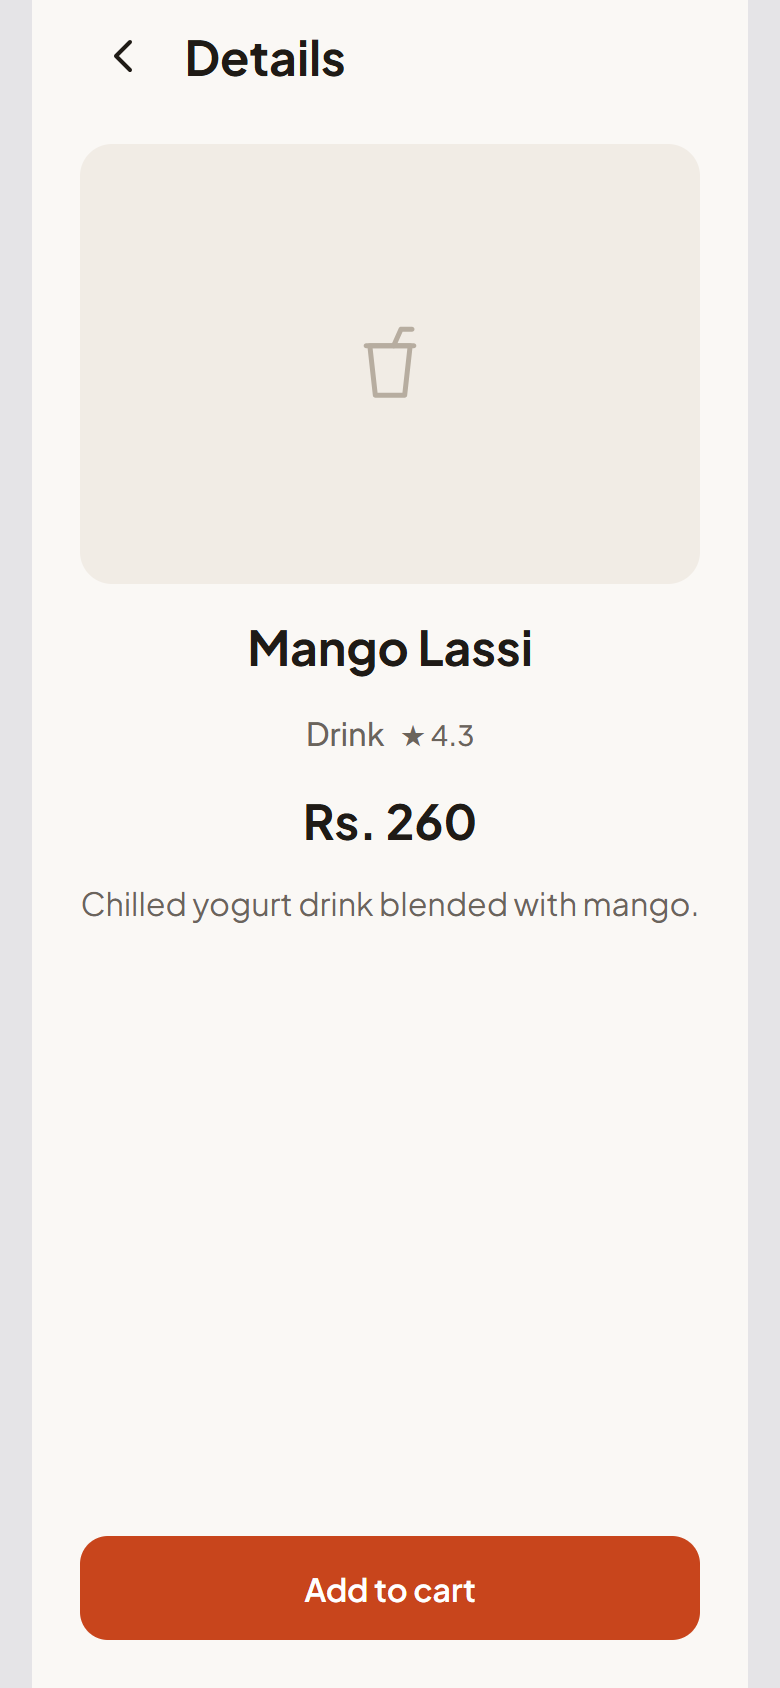 Details
Mango Lassi
Drink ★ 4.3
Rs. 260
Chilled yogurt drink blended with mango.
Add to cart